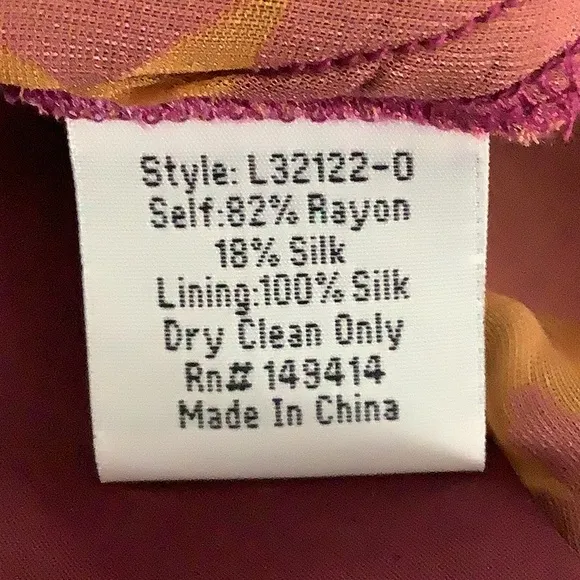 Style: L32122-0
Self:82% Rayon
18% Silk
Lining:100% Silk
Dry Clean Only
Rn# 149414
Made In China